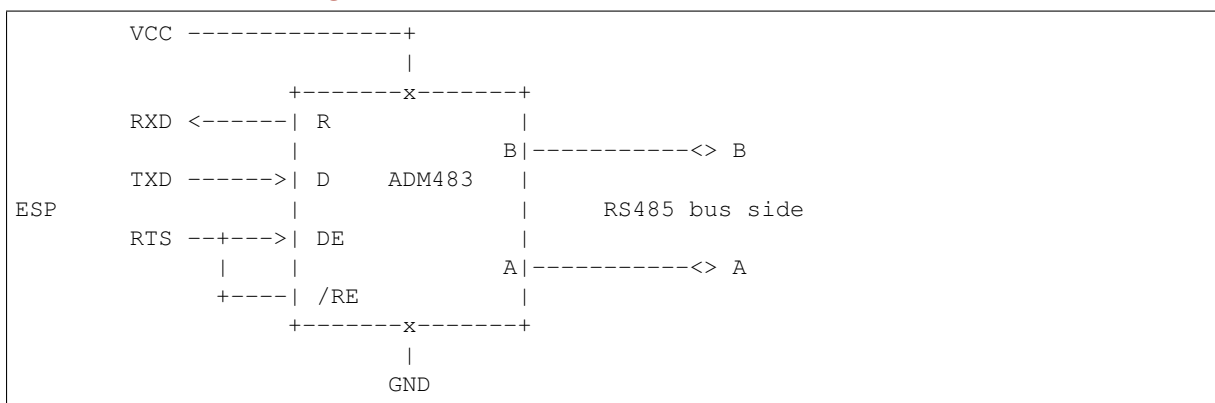 VCC ---------------+
|
+-------x-------+
RXD <------| R |
| B|-----------<> B
TXD ------>| D ADM483 |
ESP | | RS485 bus side
RTS --+--->| DE |
| | A|-----------<> A
+----| /RE |
+-------x-------+
|
GND